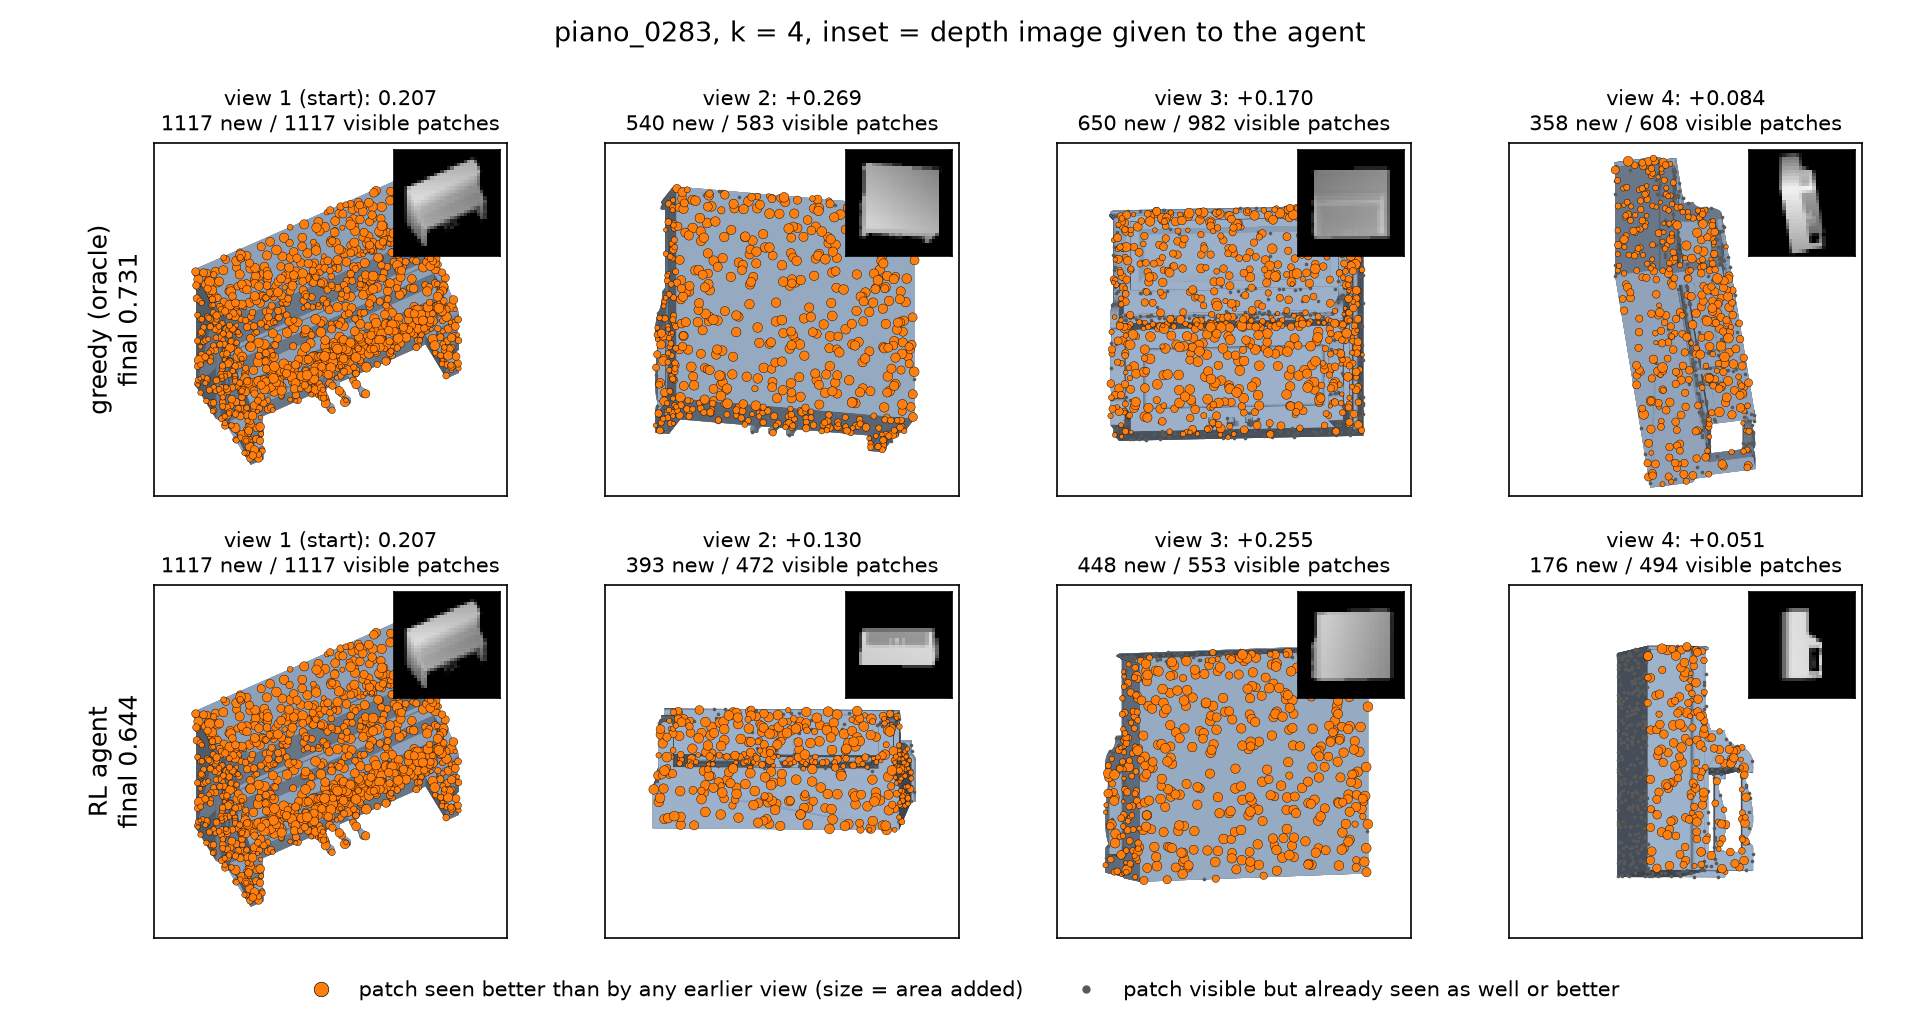 piano_0283, k = 4, inset = depth image given to the agent
view 1 (start): 0.207
1117 new / 1117 visible patches
view 2: +0.269
540 new / 583 visible patches
view 3: +0.170
650 new / 982 visible patches
view 4: +0.084
358 new / 608 visible patches
greedy (oracle)
final 0.731
view 1 (start): 0.207
1117 new / 1117 visible patches
view 2: +0.130
393 new / 472 visible patches
view 3: +0.255
448 new / 553 visible patches
view 4: +0.051
176 new / 494 visible patches
RL agent
final 0.644
patch seen better than by any earlier view (size = area added)
patch visible but already seen as well or better